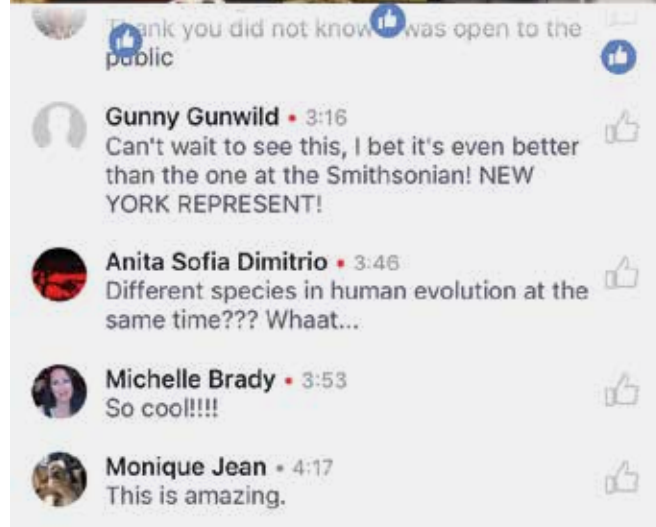 Thank you did not know was open to the
public
Gunny Gunwild • 3:16
Can't wait to see this, I bet it's even better
than the one at the Smithsonian! NEW
YORK REPRESENT!
Anita Sofia Dimitrio • 3:46
Different species in human evolution at the
same time??? Whaat...
Michelle Brady • 3:53
So cool!!!!
Monique Jean • 4:17
This is amazing.